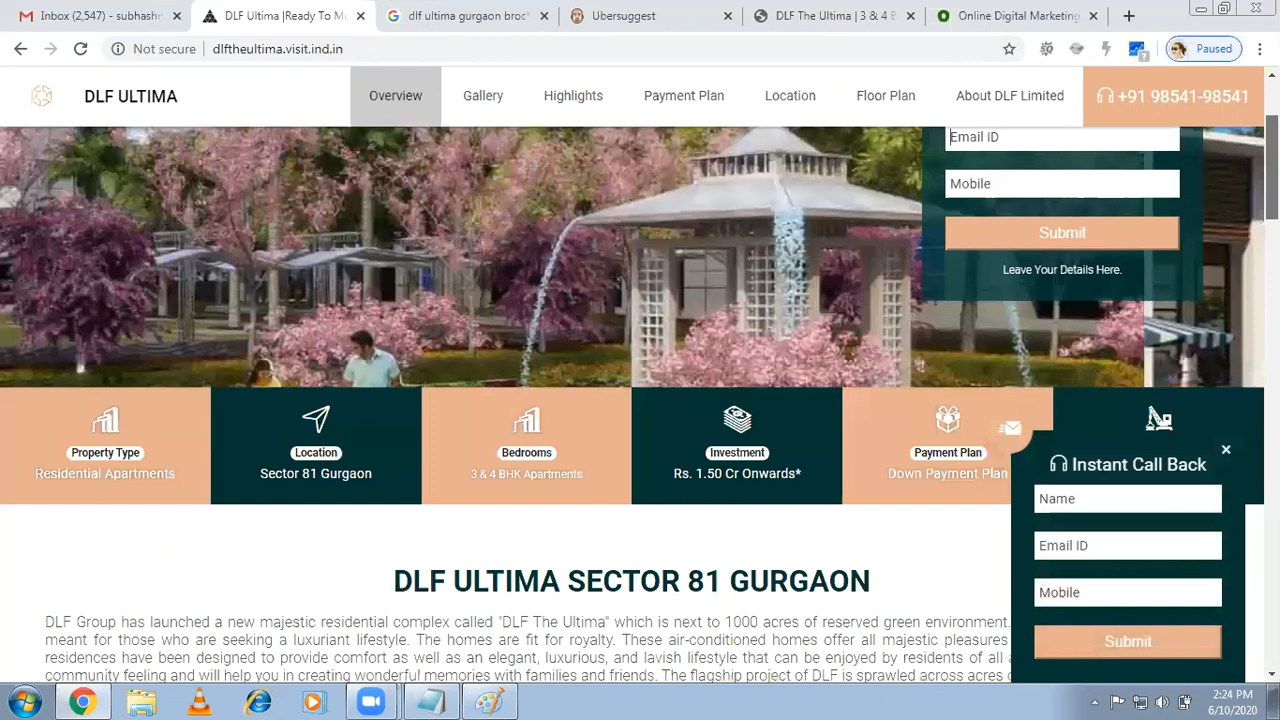 Inbox (2,547) - subhashn
DLF Ultima |Ready To Mo
dlf ultima gurgaon broc
Ubersuggest
DLF The Ultima | 3 & 4 B
Online Digital Marketing
Not secure
dlftheultima.visit.ind.in
Paused
DLF ULTIMA
Overview
Gallery
Highlights
Payment Plan
Location
Floor Plan
About DLF Limited
+91 98541-98541
Email ID
Mobile
Submit
Leave Your Details Here.
Property Type
Residential Apartments
Location
Sector 81 Gurgaon
Bedrooms
3 & 4 BHK Apartments
Investment
Rs. 1.50 Cr Onwards*
Payment Plan
Down Payment Plan
Instant Call Back
Name
Email ID
Mobile
Submit
DLF ULTIMA SECTOR 81 GURGAON
DLF Group has launched a new majestic residential complex called "DLF The Ultima" which is next to 1000 acres of reserved green environment.
meant for those who are seeking a luxuriant lifestyle. The homes are fit for royalty. These air-conditioned homes offer all majestic pleasures
residences have been designed to provide comfort as well as an elegant, luxurious, and lavish lifestyle that can be enjoyed by residents of all a
community feeling and will help you in creating wonderful memories with families and friends. The flagship project of DLF is sprawled across acres o
2:24 PM
6/10/2020